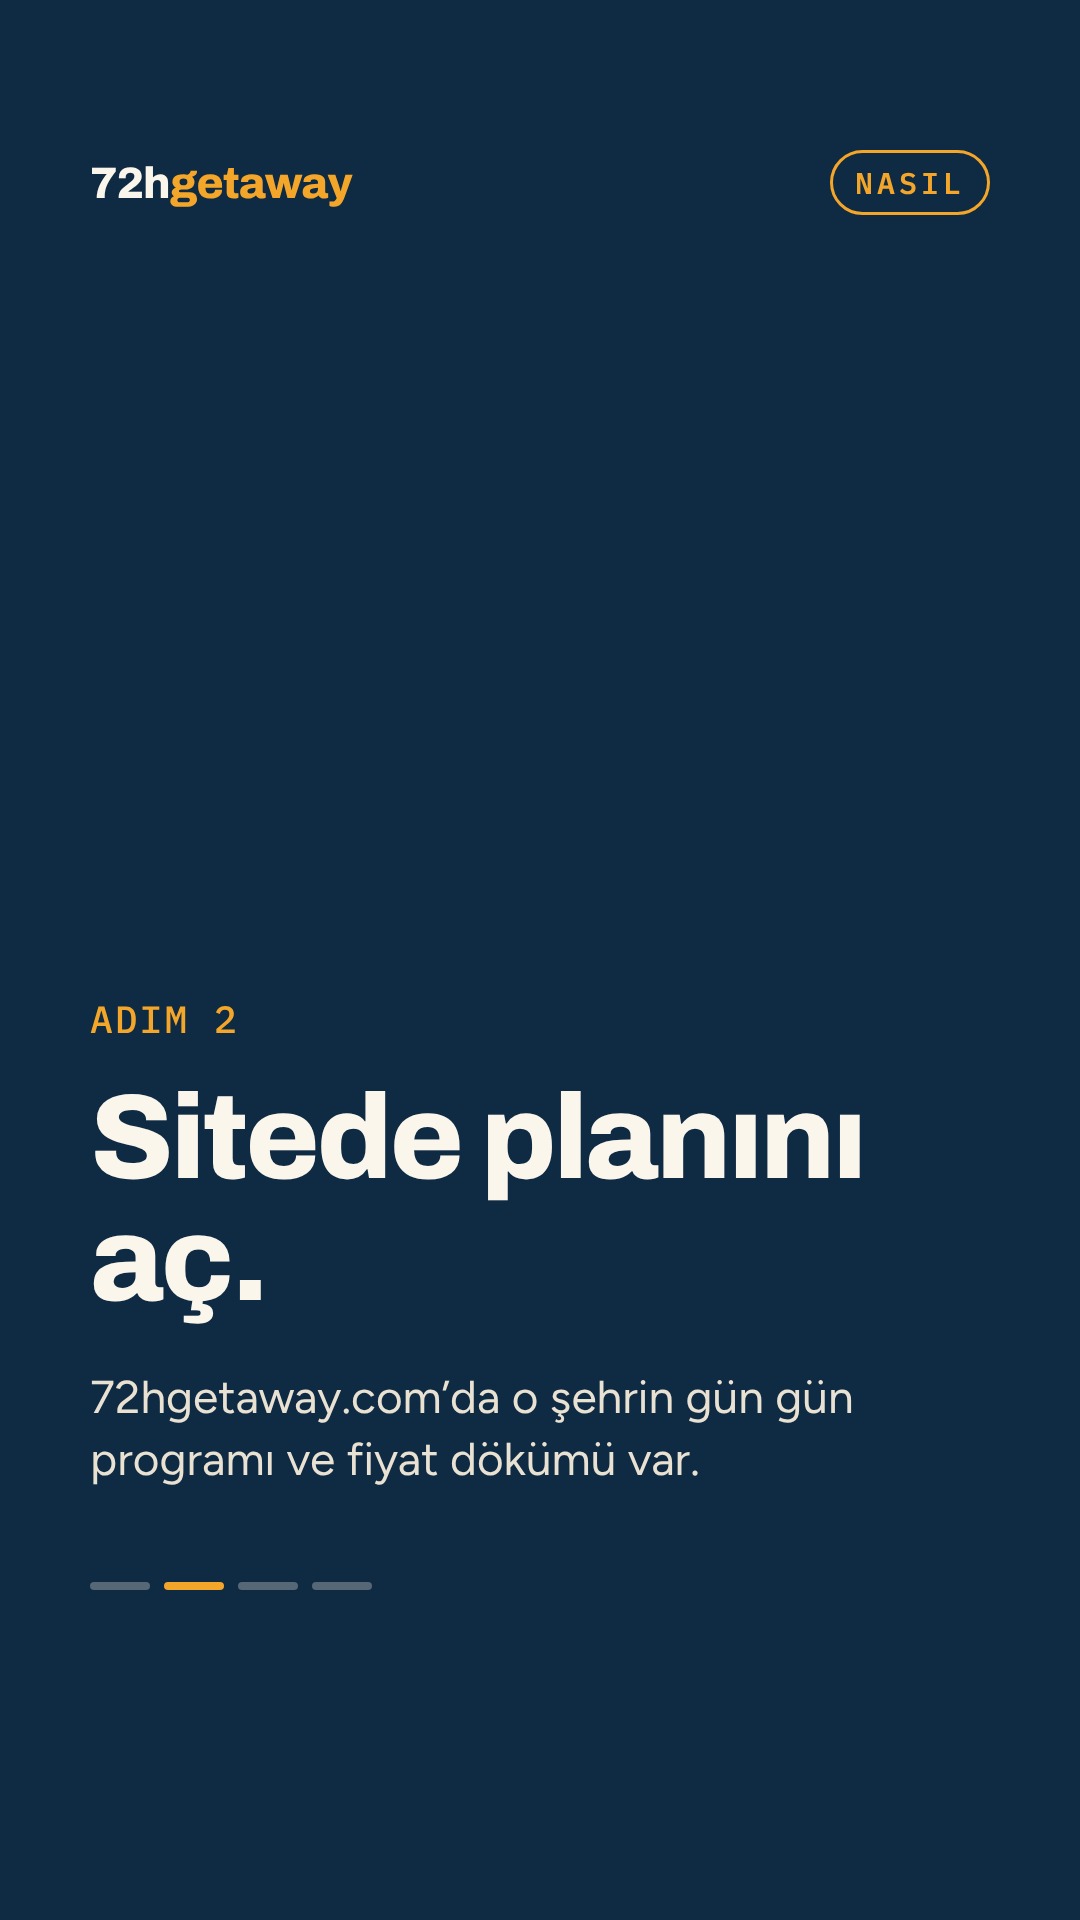 72hgetaway
NASIL
ADIM 2
Sitede planını
aç.
72hgetaway.com’da o şehrin gün gün
programı ve fiyat dökümü var.